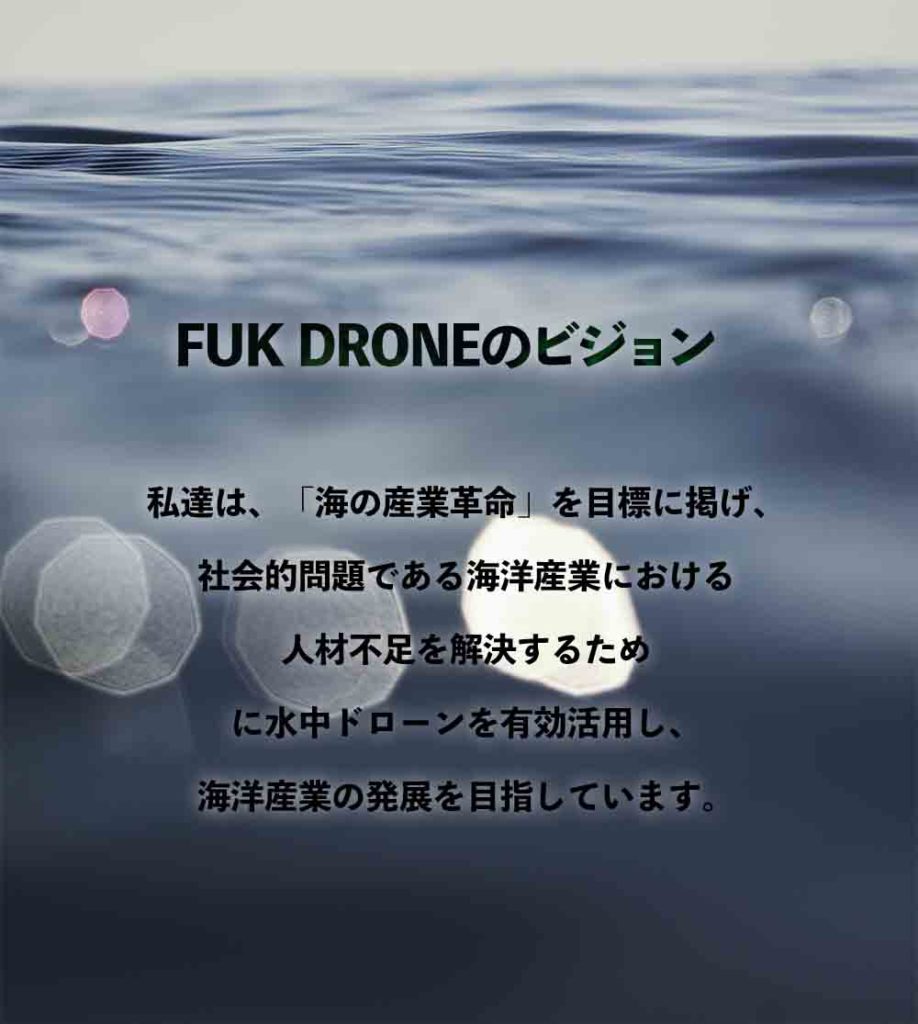 FUK DRONEのビジョン
私達は、「海の産業革命」を目標に掲げ、
社会的問題である海洋産業における
人材不足を解決するため
に水中ドローンを有効活用し、
海洋産業の発展を目指しています。